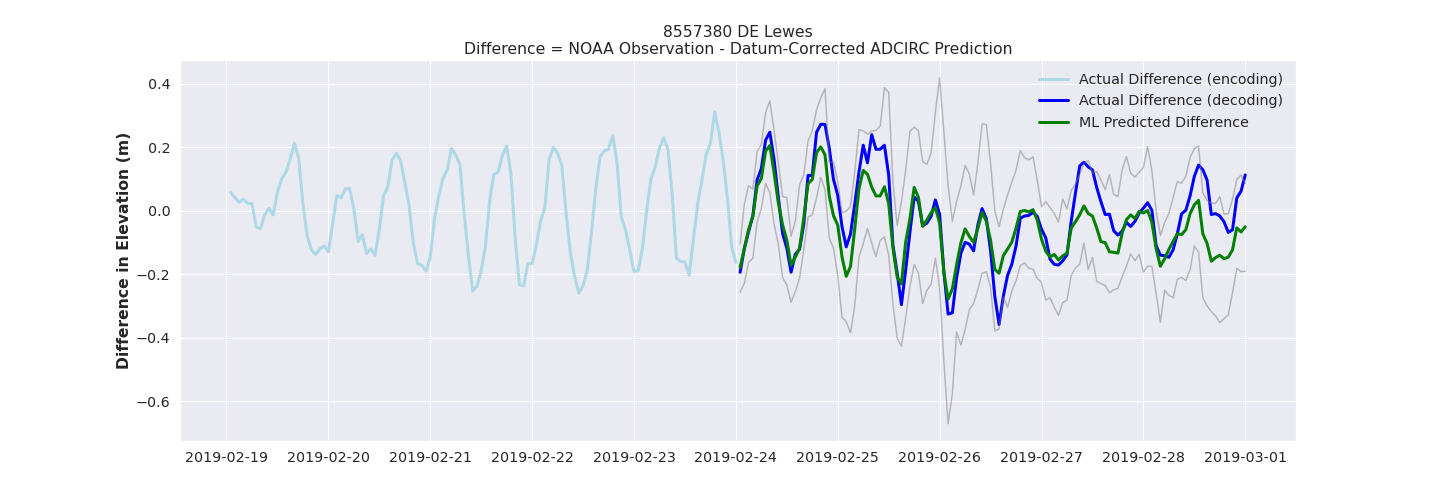 8557380 DE Lewes
Difference = NOAA Observation - Datum-Corrected ADCIRC Prediction
Difference in Elevation (m)
0.4
0.2
0.0
−0.2
−0.4
−0.6
Actual Difference (encoding)
Actual Difference (decoding)
ML Predicted Difference
2019-02-19 2019-02-20 2019-02-21 2019-02-22 2019-02-23 2019-02-24 2019-02-25 2019-02-26 2019-02-27 2019-02-28 2019-03-01